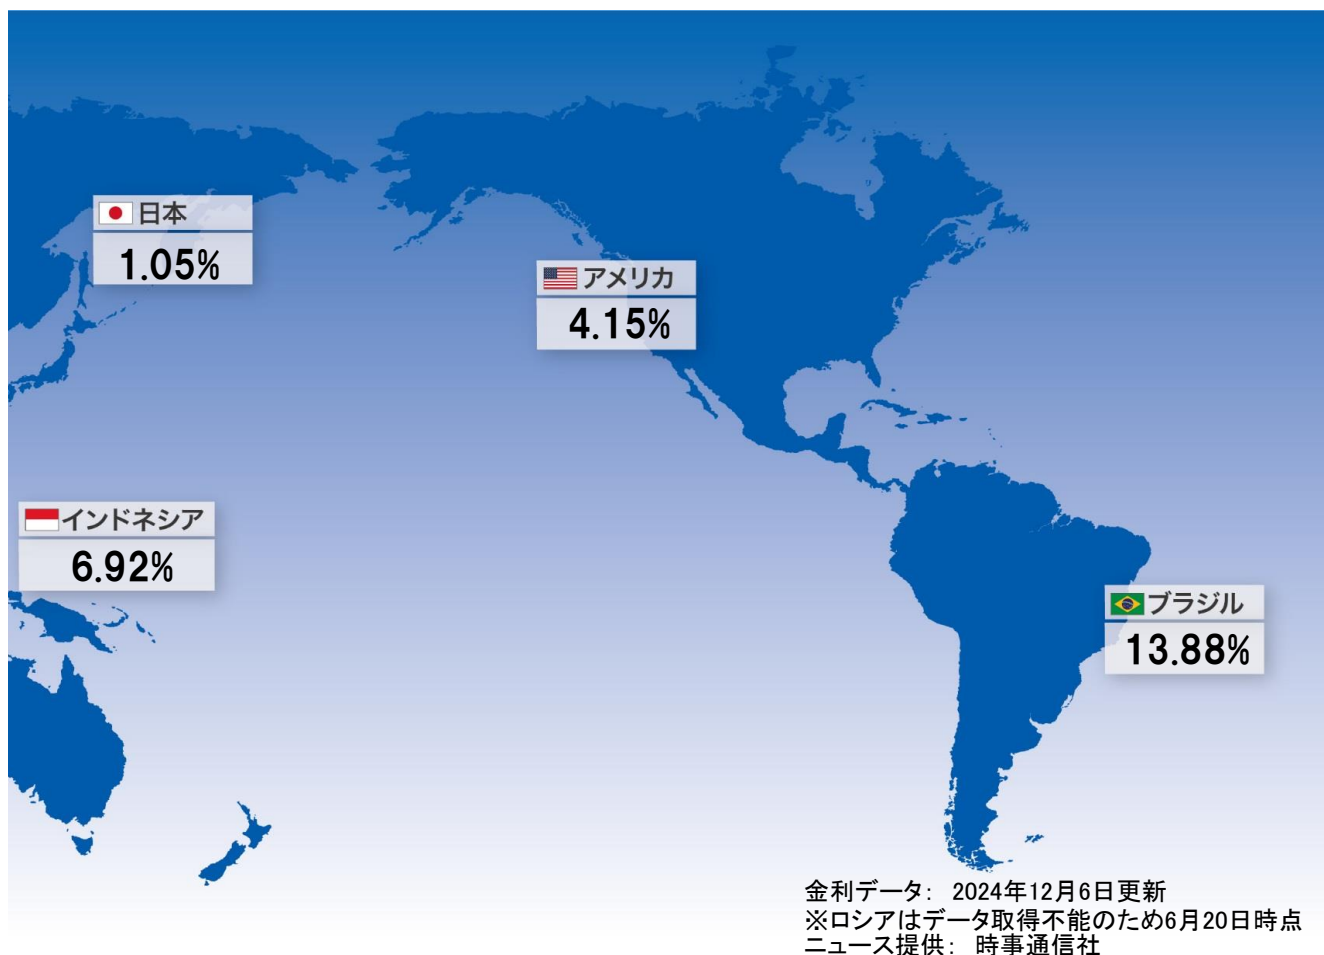 日本
1.05%
アメリカ
4.15%
インドネシア
6.92%
ブラジル
13.88%
金利データ: 2024年12月6日更新
※ロシアはデータ取得不能のため6月20日時点
ニュース提供: 時事通信社